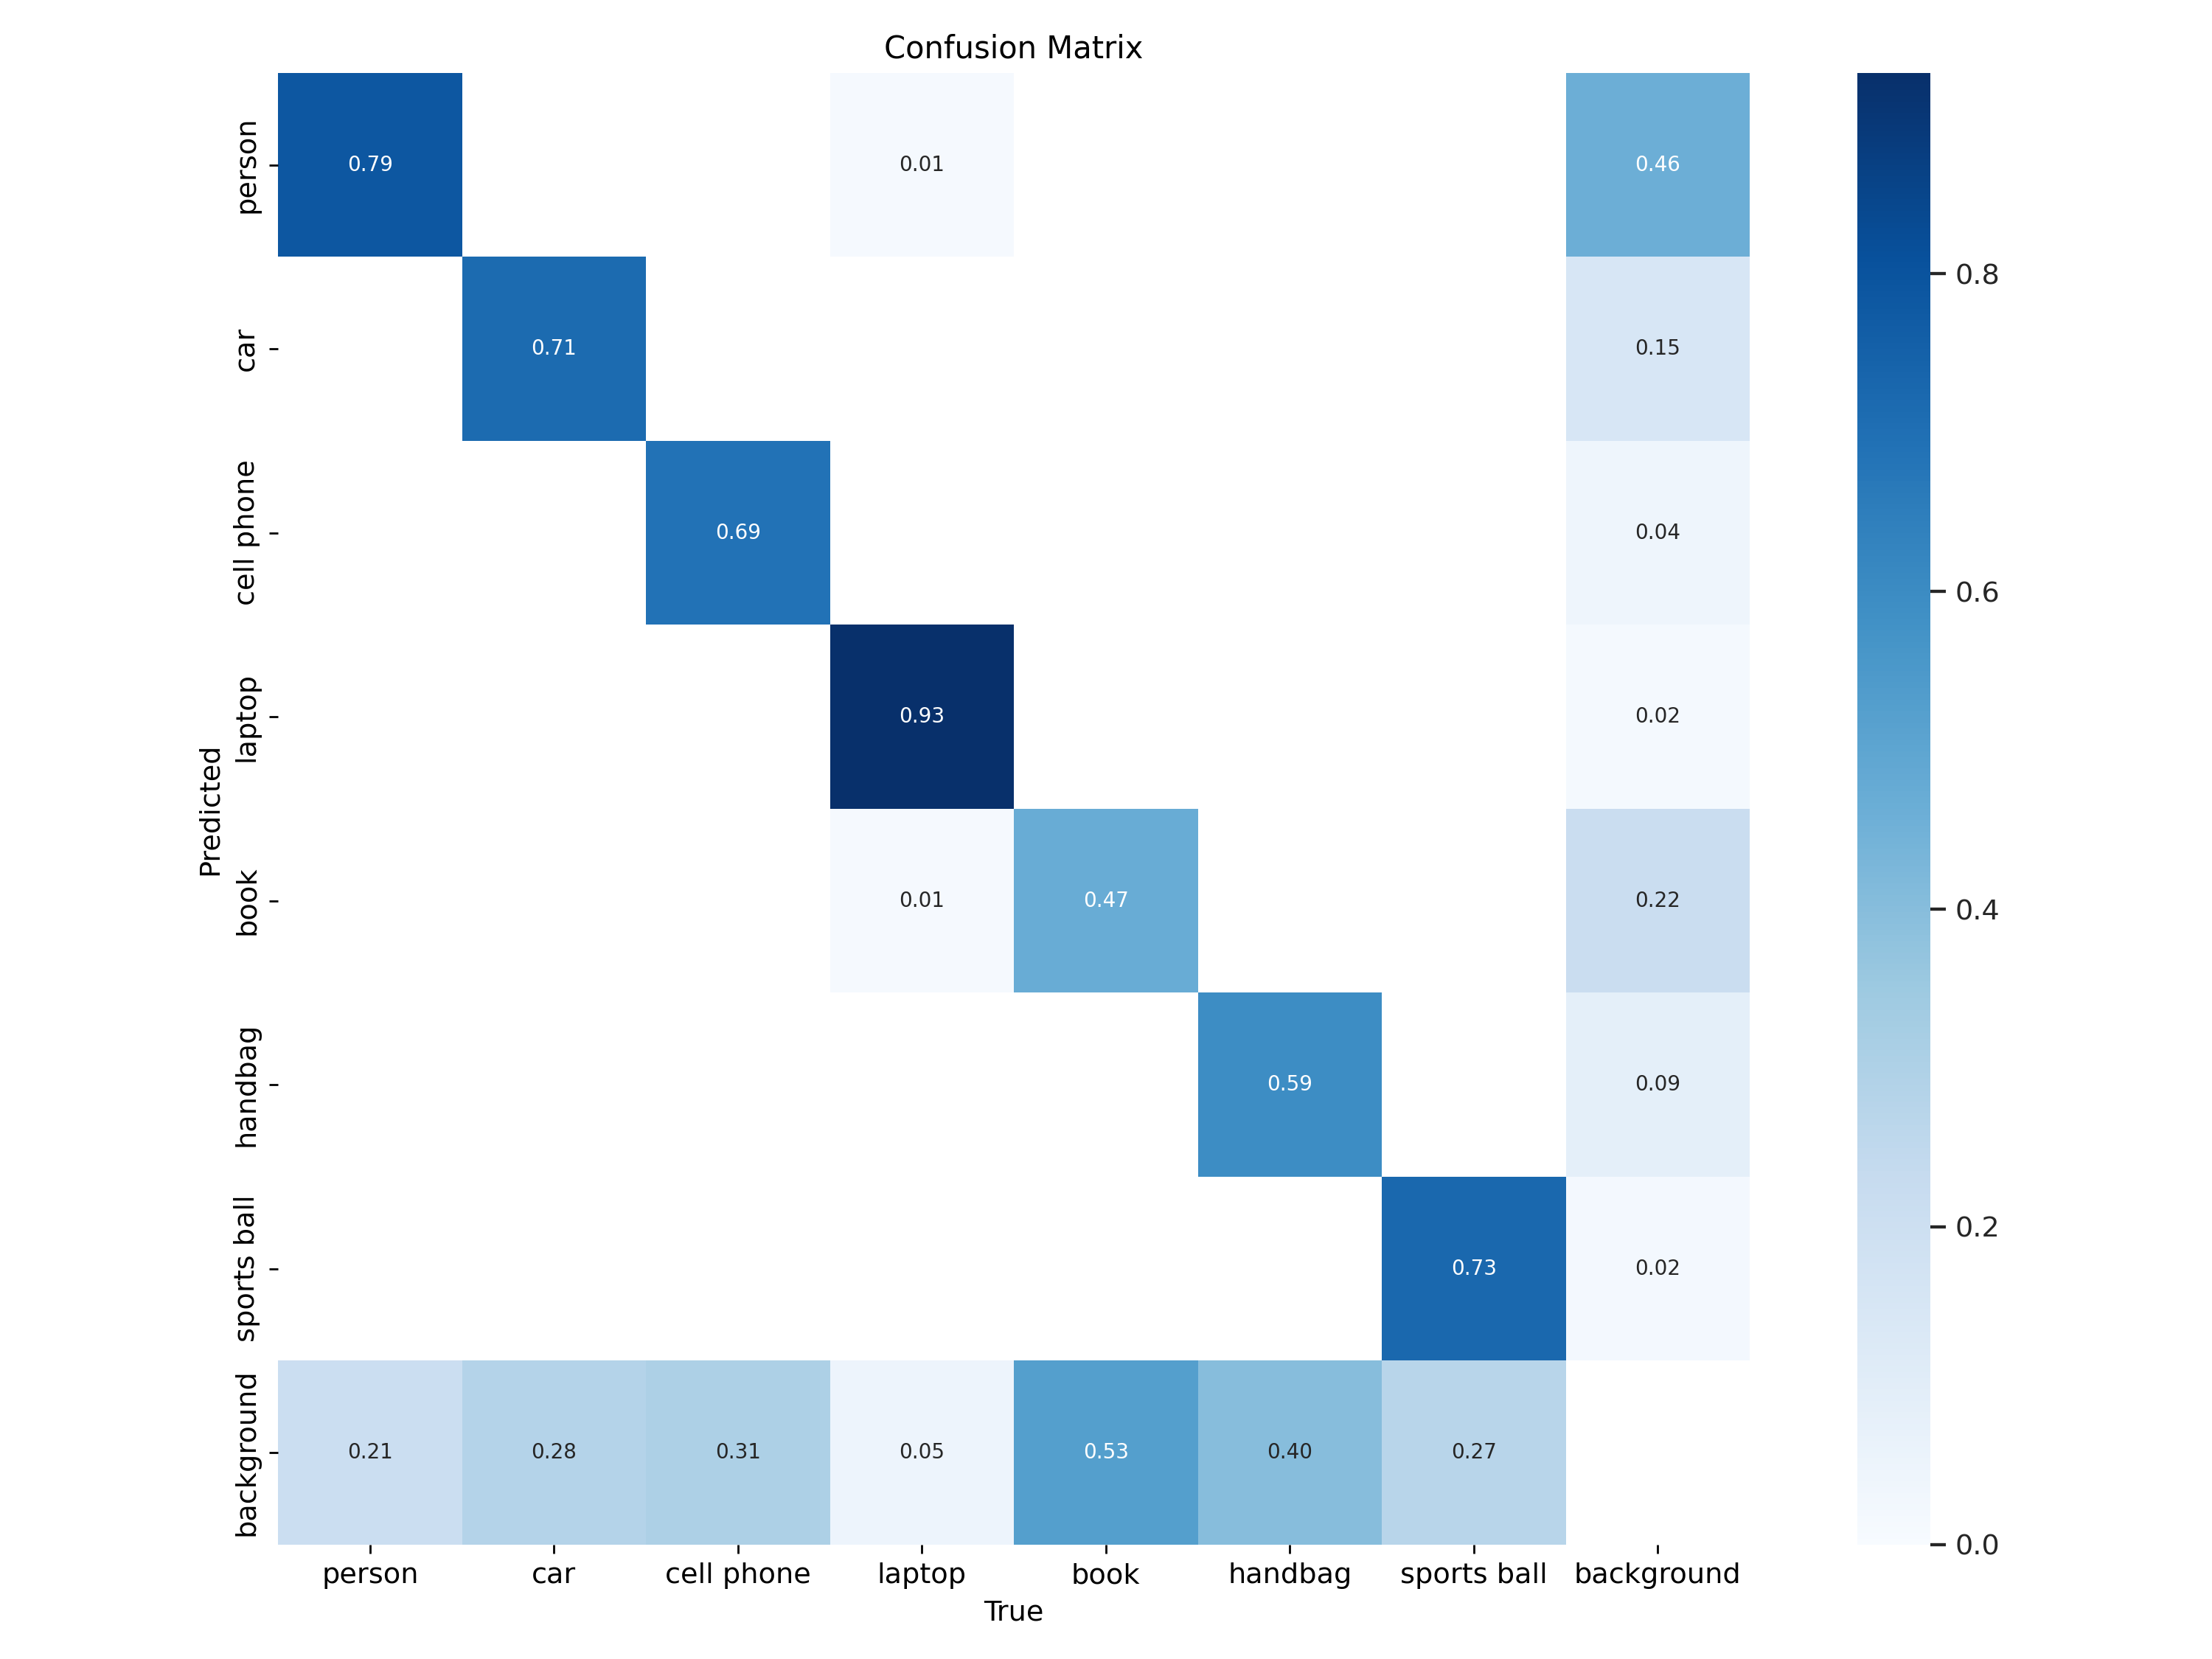 Confusion Matrix
person
0.79
0.01
0.46
car
0.71
0.15
0.8
cell phone
0.69
0.04
0.6
laptop
0.93
0.02
Predicted
book
0.01
0.47
0.22
0.4
handbag
0.59
0.09
sports ball
0.73
0.02
0.2
background
0.21
0.28
0.31
0.05
0.53
0.40
0.27
0.0
person
car
cell phone
laptop
book
handbag
sports ball
background
True